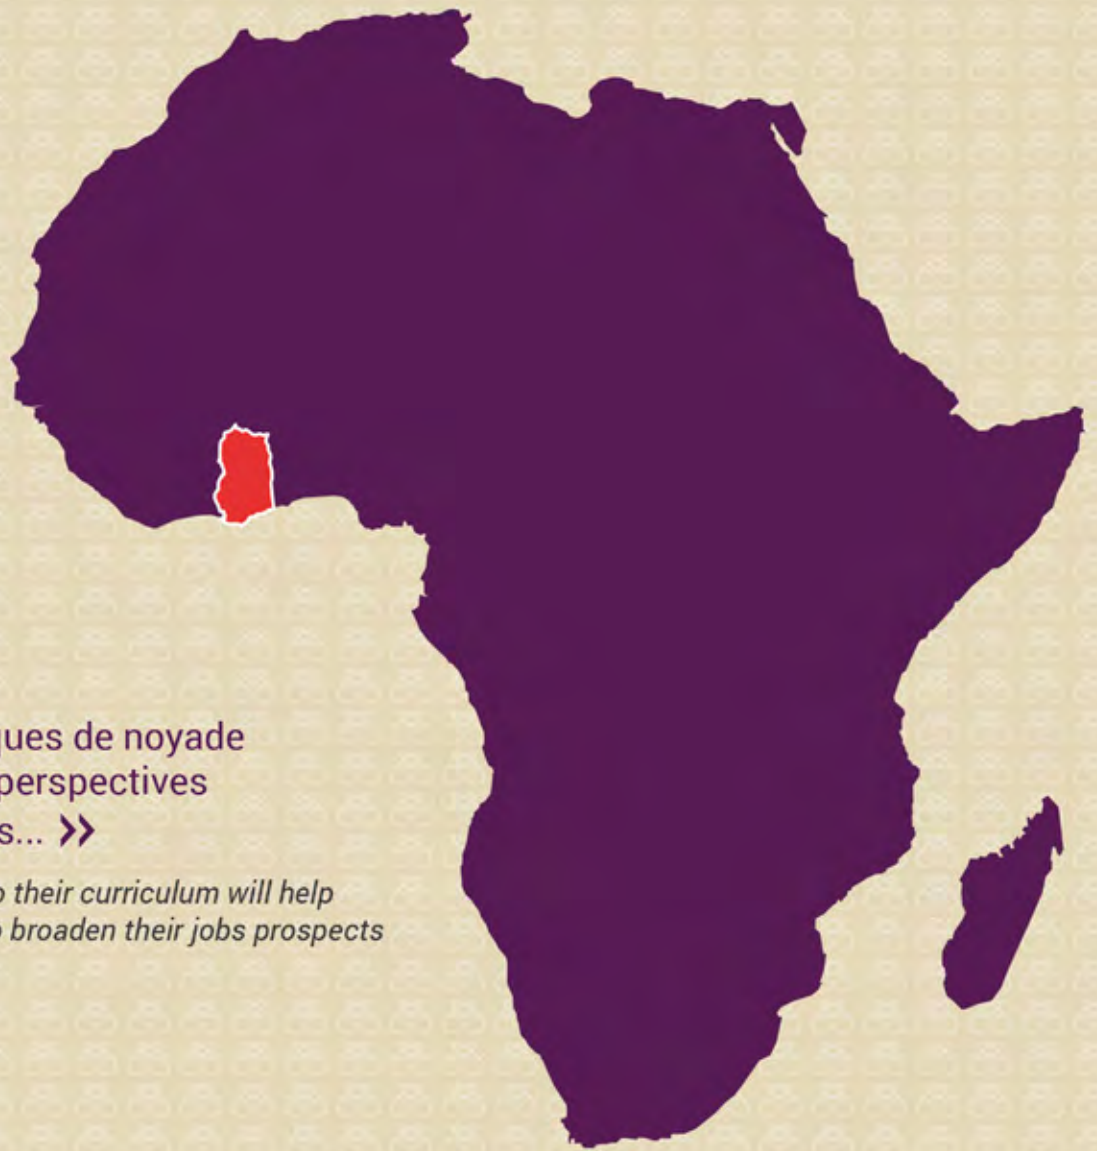 ques de noyade
perspectives
s... »
o their curriculum will help
o broaden their jobs prospects